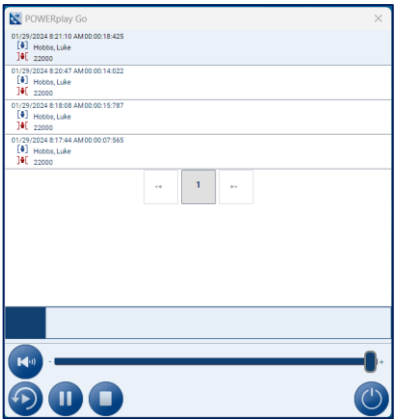 POWERplay Go
01/29/2024 8:21:10 AM 00:00:18:425
Hobbs, Luke
22000
01/29/2024 8:20:47 AM 00:00:14:022
Hobbs, Luke
22000
01/29/2024 8:18:08 AM 00:00:15:787
Hobbs, Luke
22000
01/29/2024 8:17:44 AM 00:00:07:565
Hobbs, Luke
22000
1
- +